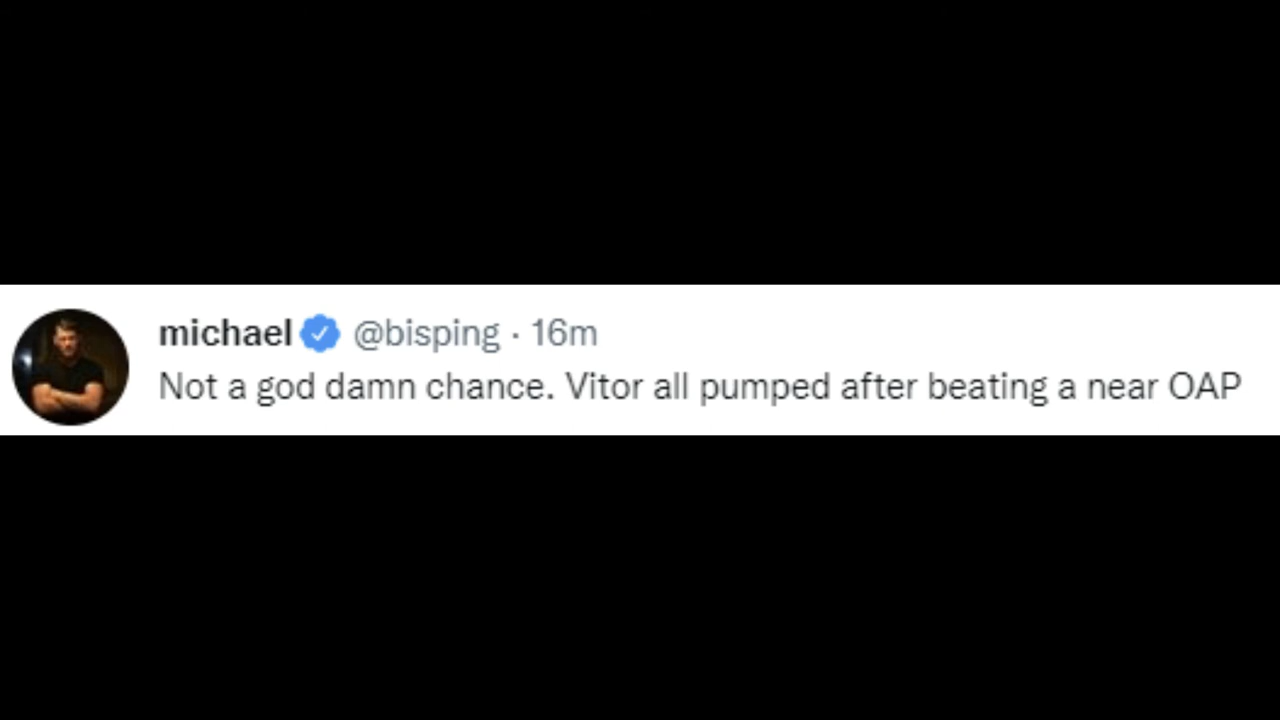 michael @bisping · 16m
Not a god damn chance. Vitor all pumped after beating a near OAP